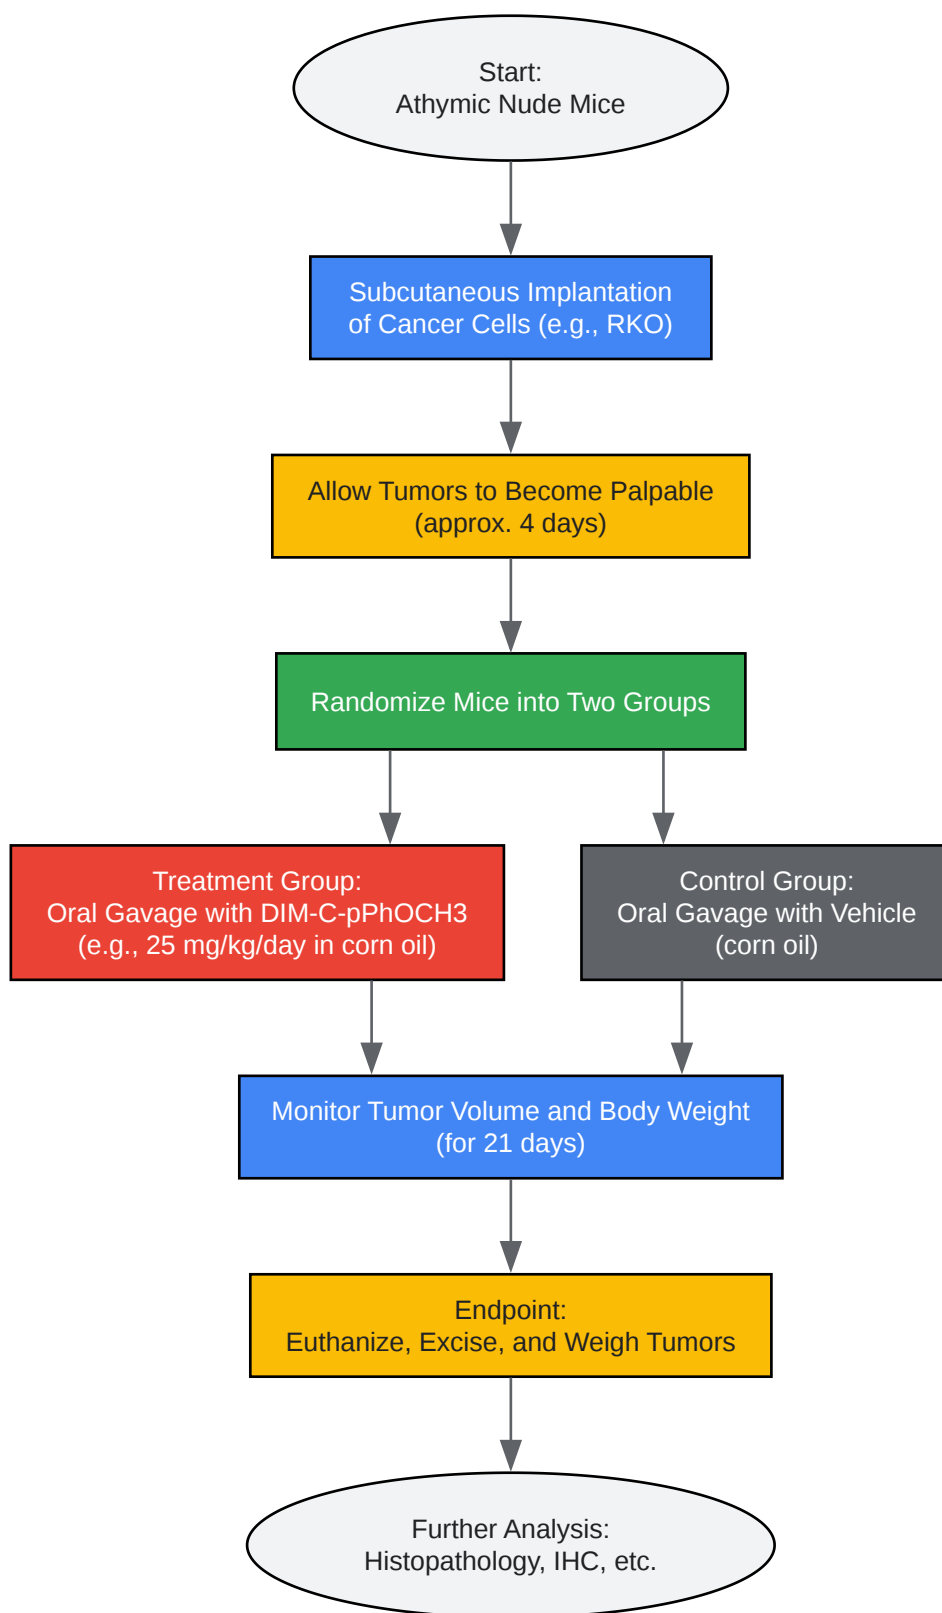 Start:
Athymic Nude Mice
Subcutaneous Implantation
of Cancer Cells (e.g., RKO)
Allow Tumors to Become Palpable
(approx. 4 days)
Randomize Mice into Two Groups
Treatment Group:
Oral Gavage with DIM-C-pPhOCH3
(e.g., 25 mg/kg/day in corn oil)
Control Group:
Oral Gavage with Vehicle
(corn oil)
Monitor Tumor Volume and Body Weight
(for 21 days)
Endpoint:
Euthanize, Excise, and Weigh Tumors
Further Analysis:
Histopathology, IHC, etc.